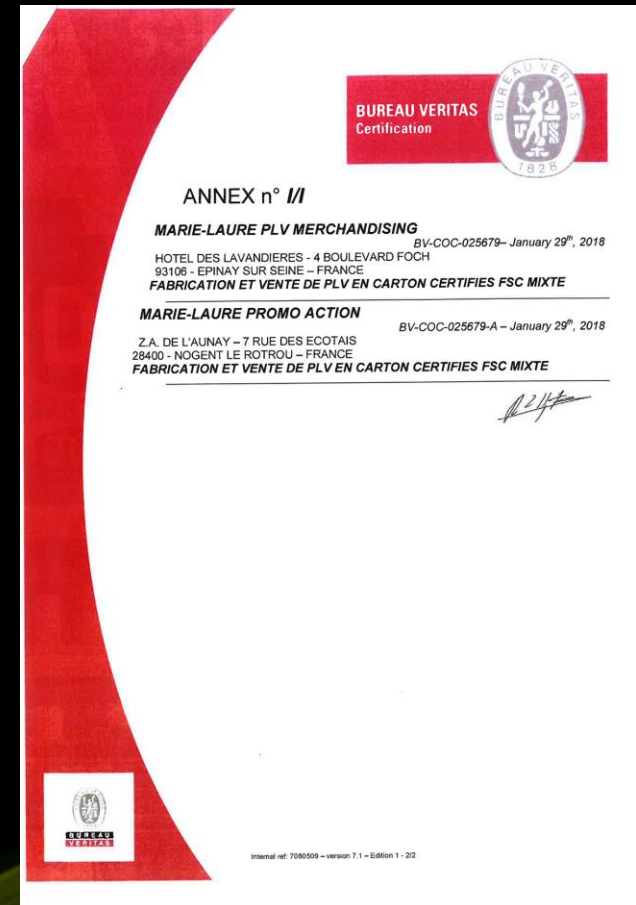 BUREAU VERITAS
Certification
BUREAU VERITAS
1828
ANNEX n° I/I
MARIE-LAURE PLV MERCHANDISING
BV-COC-025679– January 29th, 2018
HOTEL DES LAVANDIERES - 4 BOULEVARD FOCH
93106 - EPINAY SUR SEINE – FRANCE
FABRICATION ET VENTE DE PLV EN CARTON CERTIFIES FSC MIXTE
MARIE-LAURE PROMO ACTION
BV-COC-025679-A – January 29th, 2018
Z.A. DE L'AUNAY – 7 RUE DES ECOTAIS
28400 - NOGENT LE ROTROU – FRANCE
FABRICATION ET VENTE DE PLV EN CARTON CERTIFIES FSC MIXTE
BUREAU
VERITAS
Internal ref: 7080509 – version 7.1 – Edition 1 - 2/2